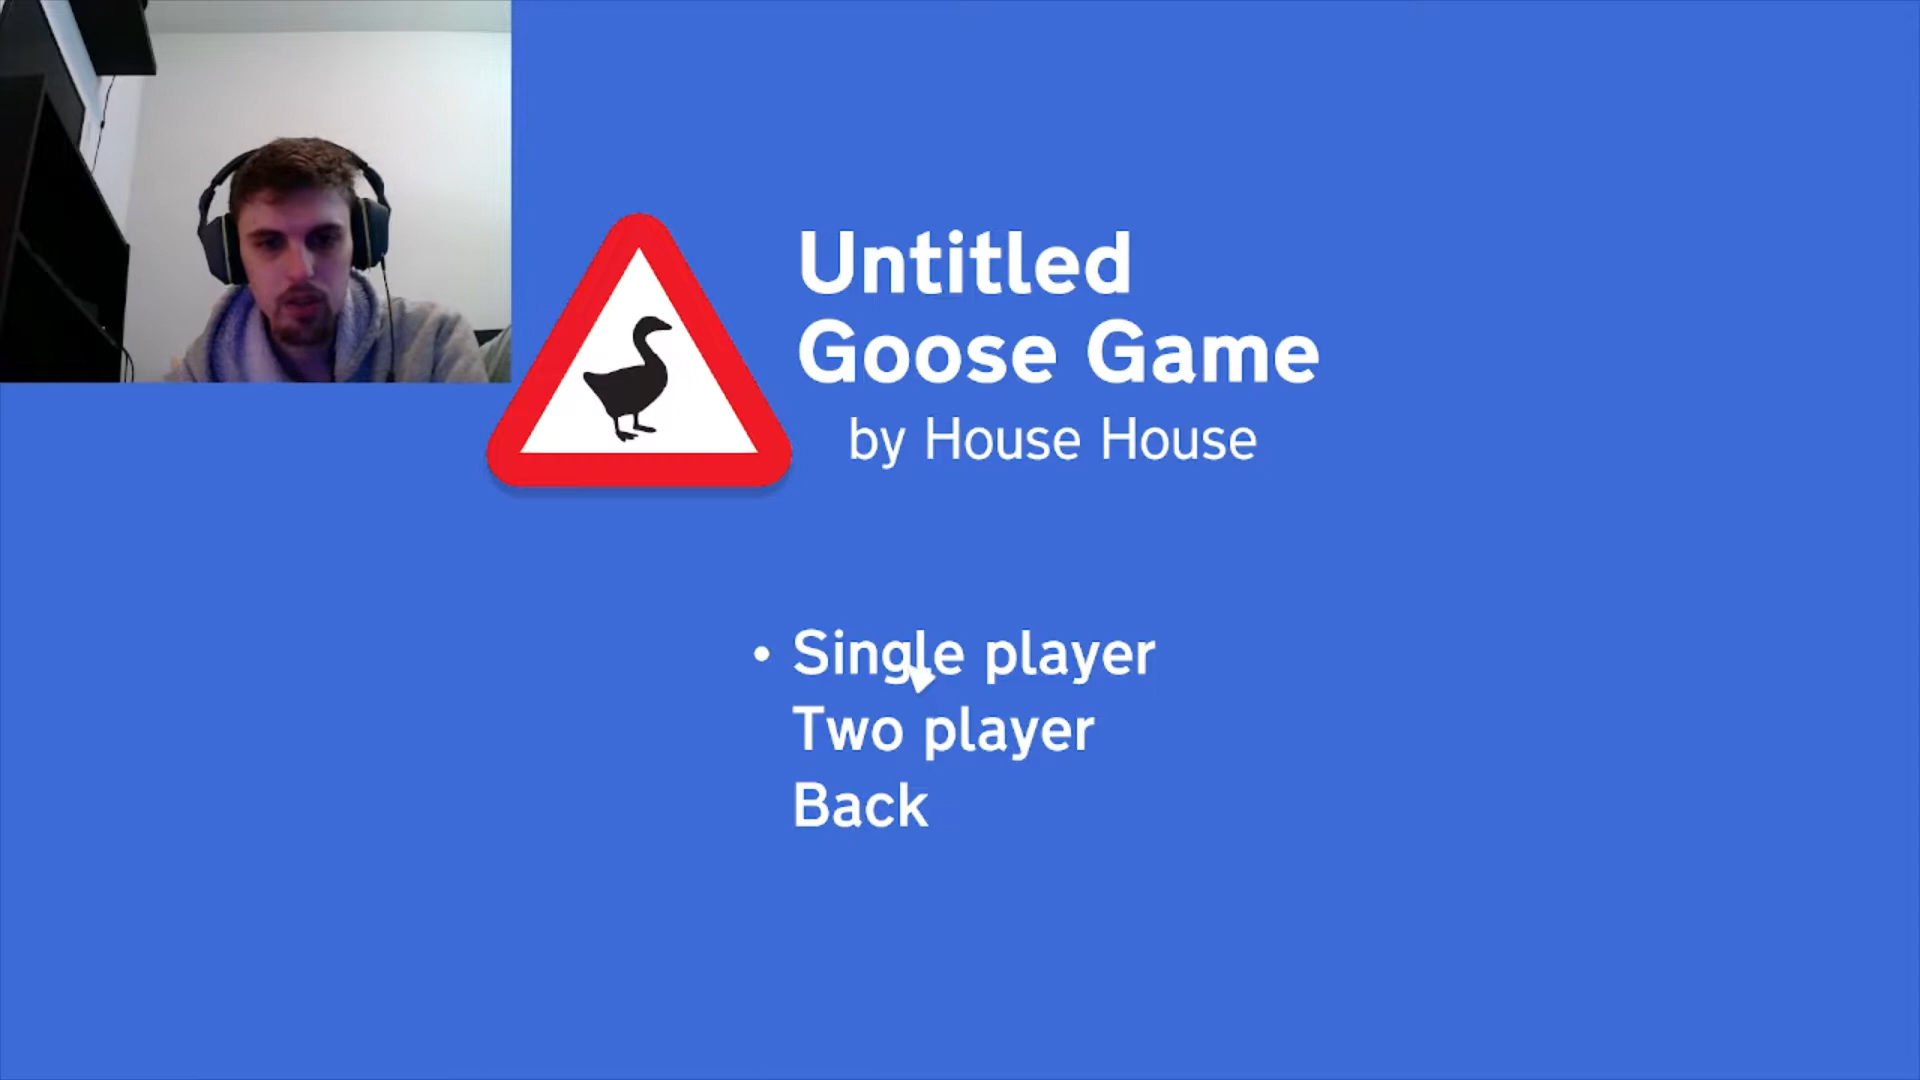 Untitled
Goose Game
by House House
• Single player
Two player
Back